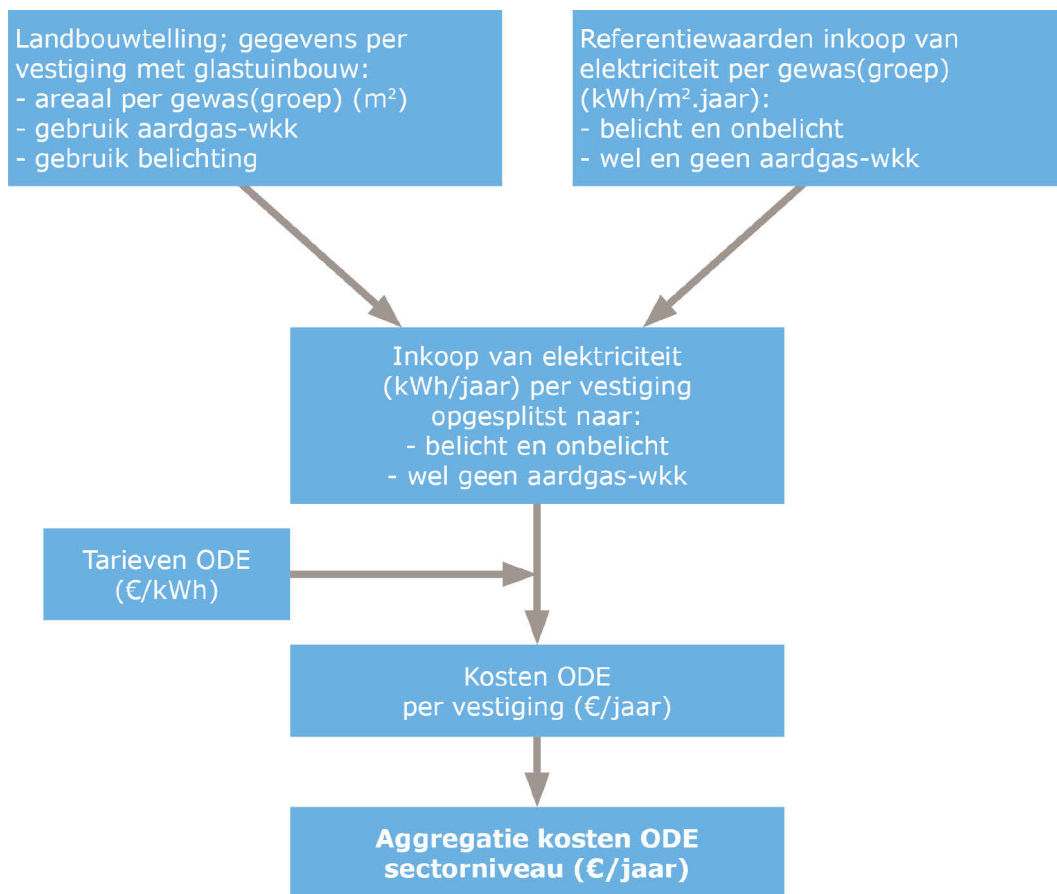 Landbouwtelling; gegevens per
vestiging met glastuinbouw:
- areaal per gewas(groep) (m²)
- gebruik aardgas-wkk
- gebruik belichting
Referentiewaarden inkoop van
elektriciteit per gewas(groep)
(kWh/m².jaar):
- belicht en onbelicht
- wel en geen aardgas-wkk
Inkoop van elektriciteit
(kWh/jaar) per vestiging
opgesplitst naar:
- belicht en onbelicht
- wel geen aardgas-wkk
Tarieven ODE
(€/kWh)
Kosten ODE
per vestiging (€/jaar)
Aggregatie kosten ODE
sectorniveau (€/jaar)